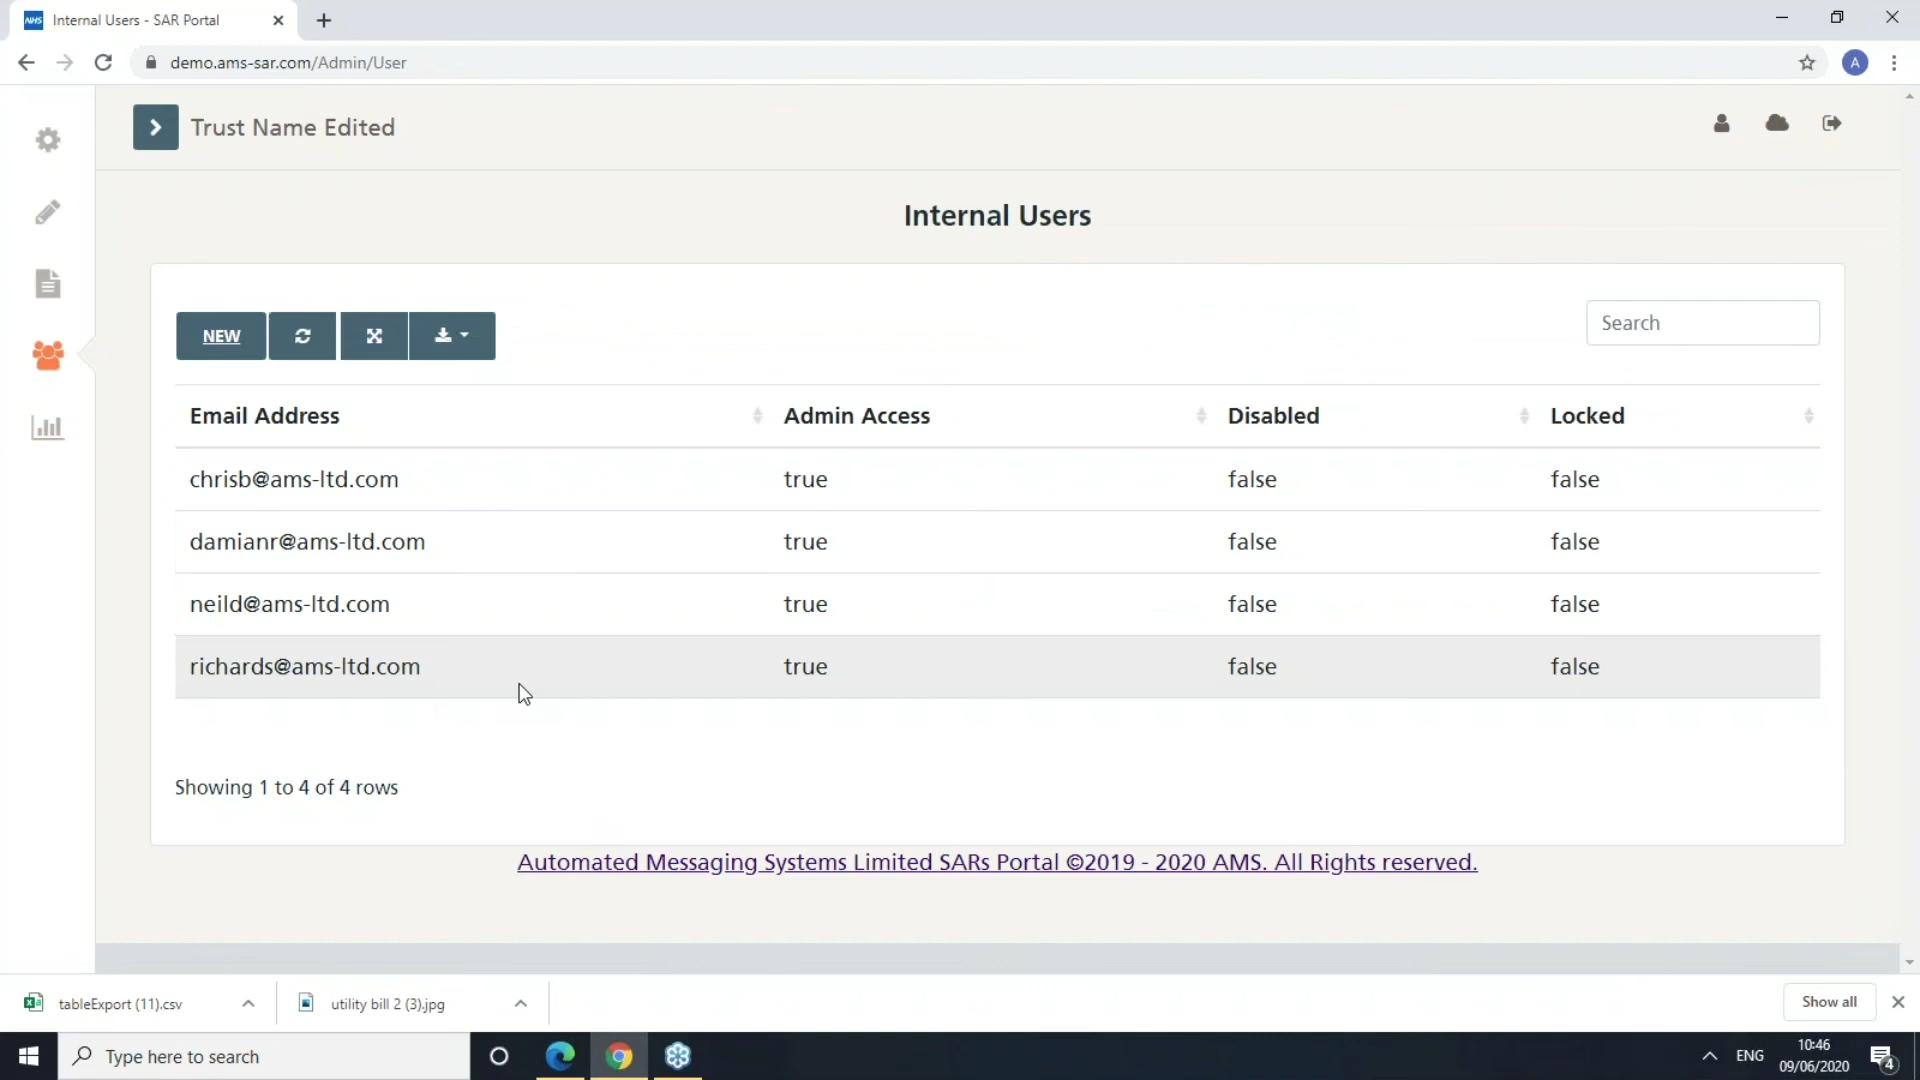 NHS Internal Users - SAR Portal
demo.ams-sar.com/Admin/User
A
Trust Name Edited
Internal Users
NEW
Search
Email Address Admin Access Disabled Locked
chrisb@ams-ltd.com true false false
damianr@ams-ltd.com true false false
neild@ams-ltd.com true false false
richards@ams-ltd.com true false false
Showing 1 to 4 of 4 rows
Automated Messaging Systems Limited SARs Portal ©2019 - 2020 AMS. All Rights reserved.
tableExport (11).csv utility bill 2 (3).jpg Show all
Type here to search ENG 10:46
09/06/2020 4